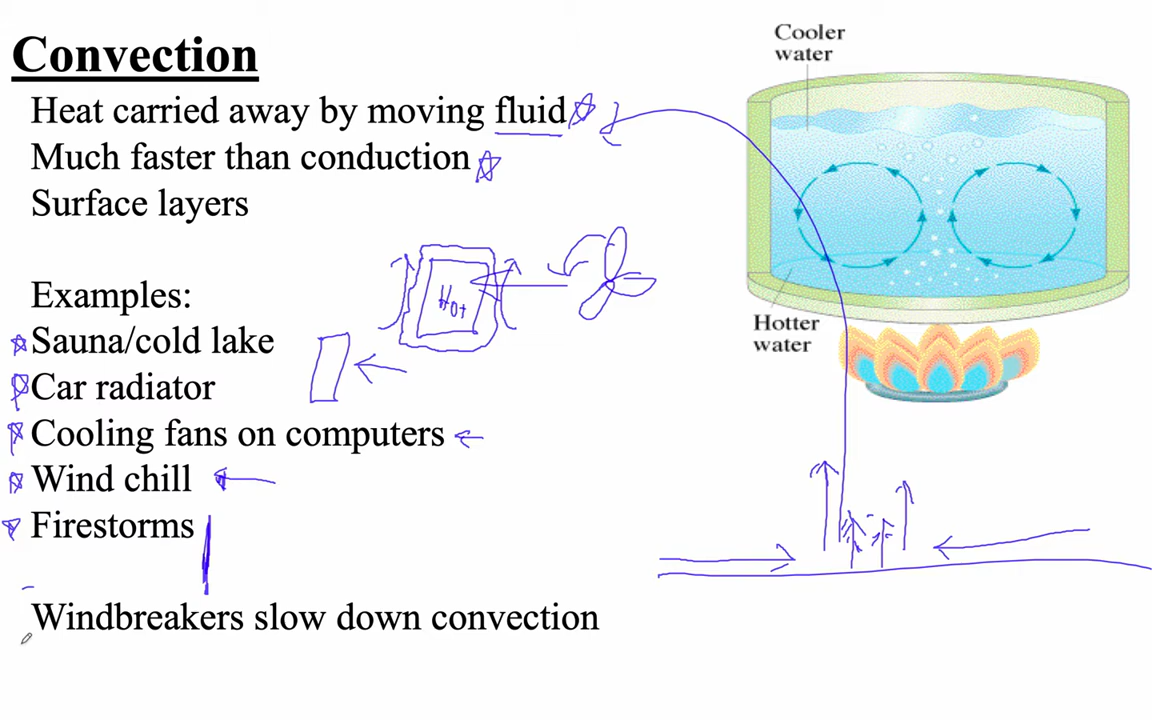 Convection
Heat carried away by moving fluid
Much faster than conduction
Surface layers
Examples:
Sauna/cold lake
Car radiator
Cooling fans on computers
Wind chill
Firestorms
Windbreakers slow down convection
Hot
Cooler
water
Hotter
water